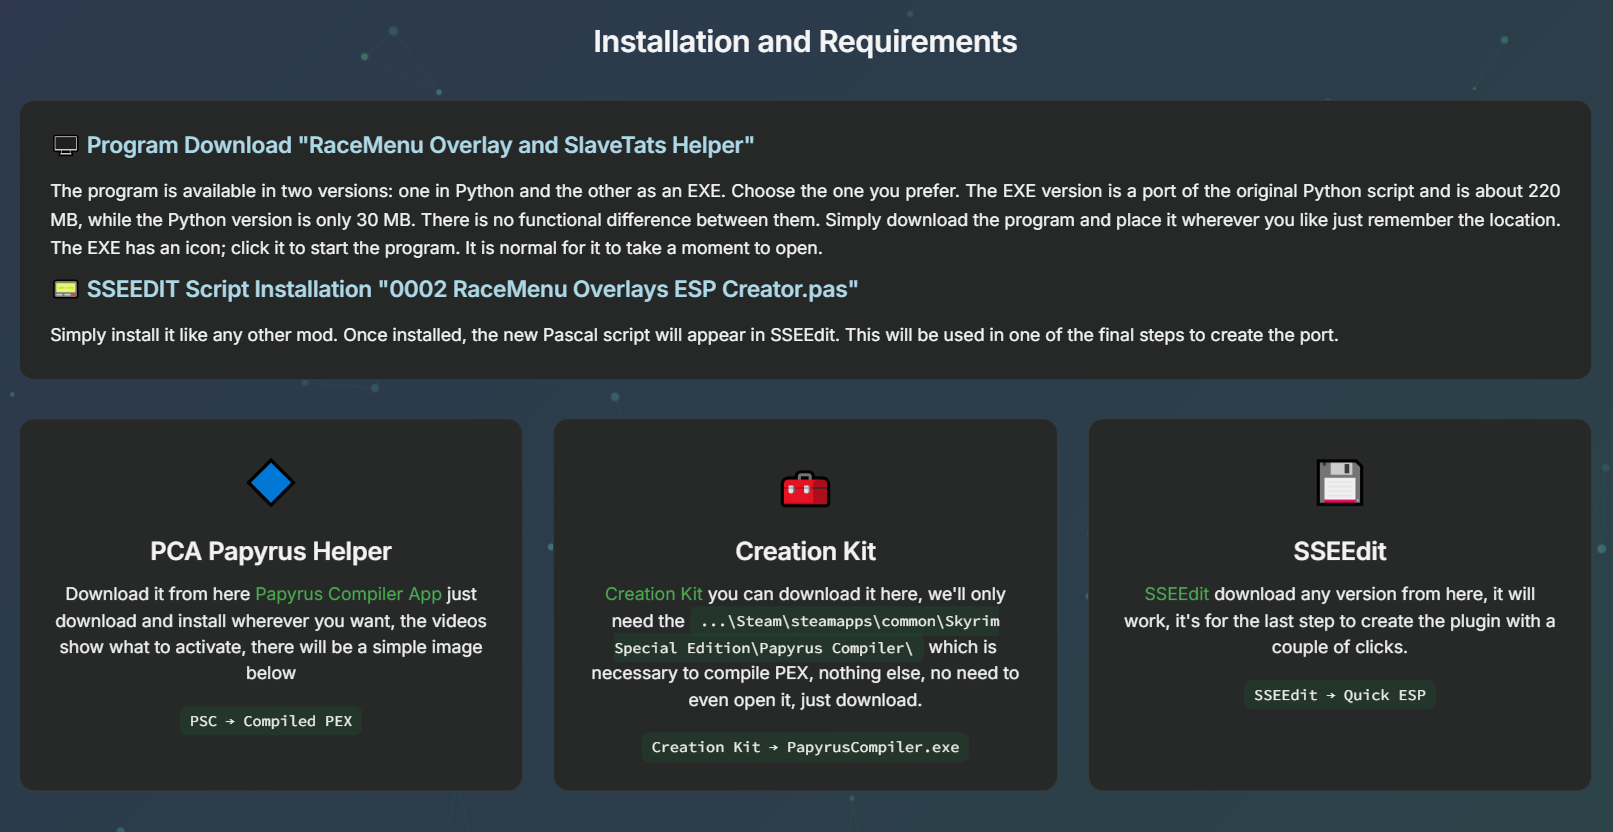 Installation and Requirements
Program Download "RaceMenu Overlay and SlaveTats Helper"
The program is available in two versions: one in Python and the other as an EXE. Choose the one you prefer. The EXE version is a port of the original Python script and is about 220
MB, while the Python version is only 30 MB. There is no functional difference between them. Simply download the program and place it wherever you like just remember the location.
The EXE has an icon; click it to start the program. It is normal for it to take a moment to open.
SSEEDIT Script Installation "0002 RaceMenu Overlays ESP Creator.pas"
Simply install it like any other mod. Once installed, the new Pascal script will appear in SSEEdit. This will be used in one of the final steps to create the port.
PCA Papyrus Helper
Download it from here Papyrus Compiler App just
download and install wherever you want, the videos
show what to activate, there will be a simple image
below
PSC → Compiled PEX
Creation Kit
Creation Kit you can download it here, we'll only
need the ...\Steam\steamapps\common\Skyrim
Special Edition\Papyrus Compiler\ which is
necessary to compile PEX, nothing else, no need to
even open it, just download.
Creation Kit → PapyrusCompiler.exe
SSEEdit
SSEEdit download any version from here, it will
work, it's for the last step to create the plugin with a
couple of clicks.
SSEEdit → Quick ESP